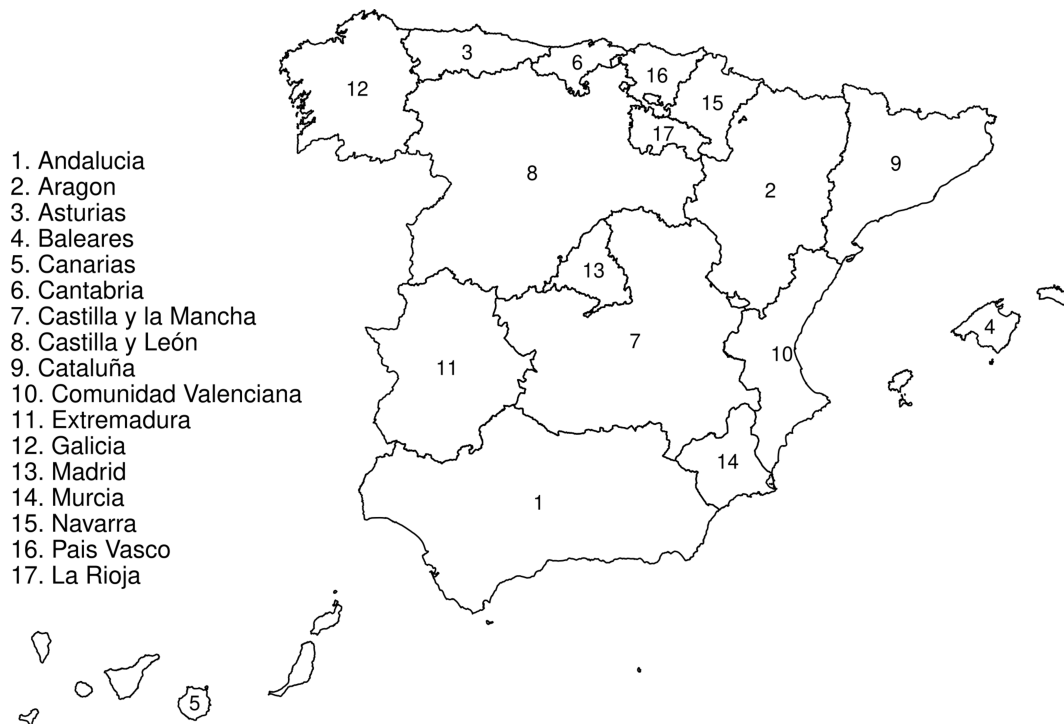 3
6
16
12
15
17
1. Andalucia
9
2. Aragon
8
2
3. Asturias
4. Baleares
5. Canarias
13
6. Cantabria
7. Castilla y la Mancha
4
8. Castilla y León
7
10
9. Cataluña
11
10. Comunidad Valenciana
11. Extremadura
12. Galicia
13. Madrid
14
14. Murcia
1
15. Navarra
16. Pais Vasco
17. La Rioja
5